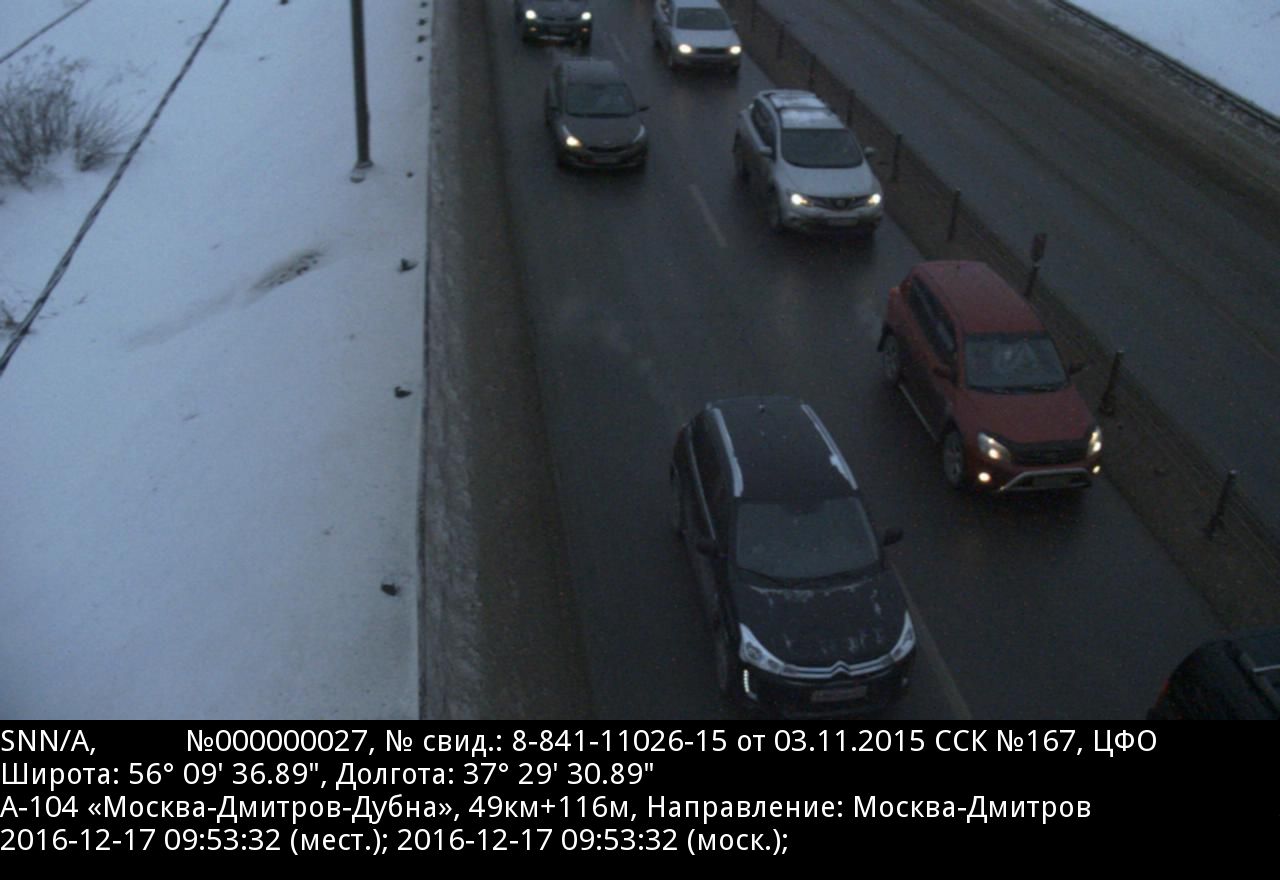 SNN/A, №000000027, № свид.: 8-841-11026-15 от 03.11.2015 ССК №167, ЦФО
Широта: 56° 09' 36.89", Долгота: 37° 29' 30.89"
А-104 «Москва-Дмитров-Дубна», 49км+116м, Направление: Москва-Дмитров
2016-12-17 09:53:32 (мест.); 2016-12-17 09:53:32 (моск.);